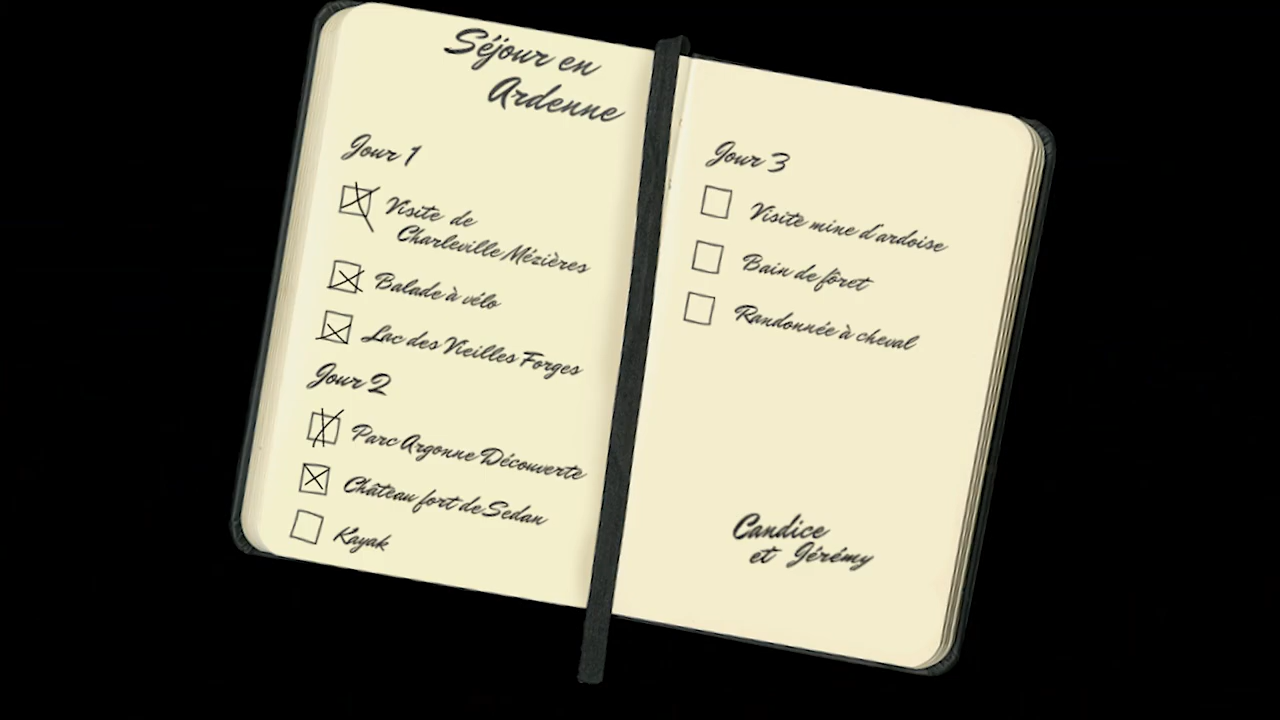 Séjour en
Ardenne
Jour 1
Visite de
Charleville Mézières
Balade à vélo
Lac des Vieilles Forges
Jour 2
Parc Argonne Découverte
Château fort de Sedan
Kayak
Jour 3
Visite mine d'ardoise
Bain de fôret
Randonnée à cheval
Candice
et Jérémy